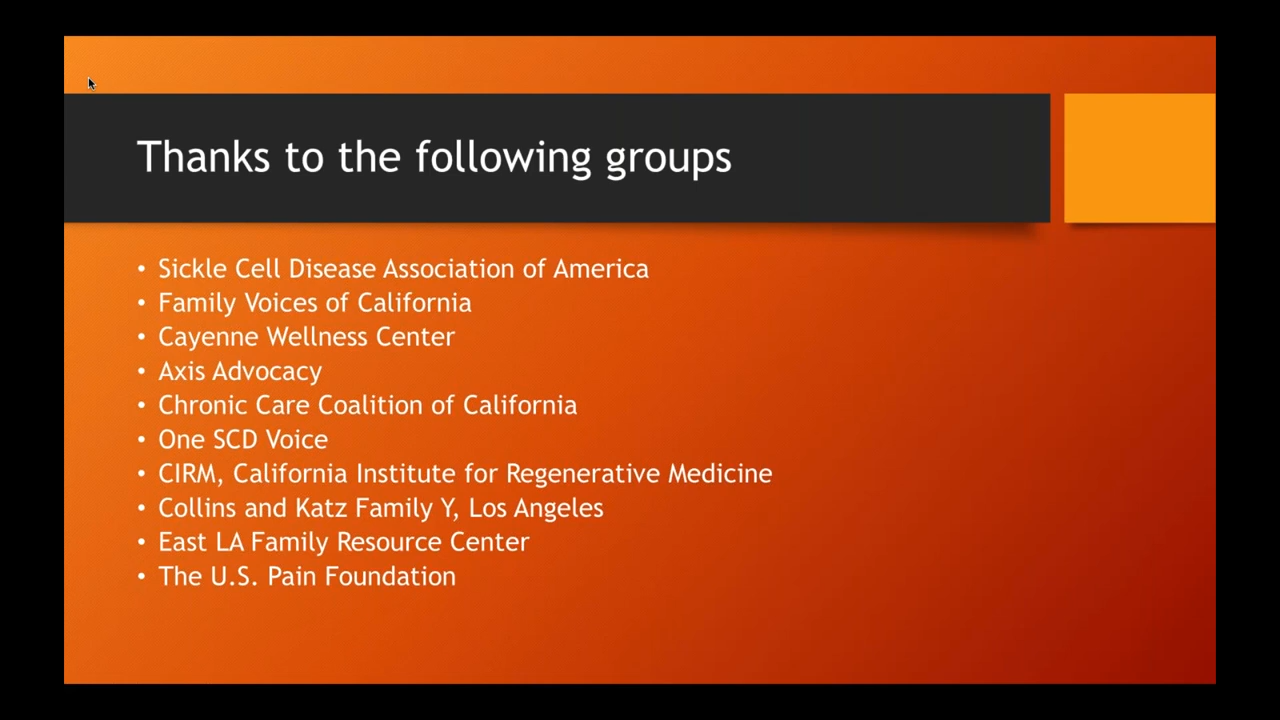 Thanks to the following groups
• Sickle Cell Disease Association of America
• Family Voices of California
• Cayenne Wellness Center
• Axis Advocacy
• Chronic Care Coalition of California
• One SCD Voice
• CIRM, California Institute for Regenerative Medicine
• Collins and Katz Family Y, Los Angeles
• East LA Family Resource Center
• The U.S. Pain Foundation